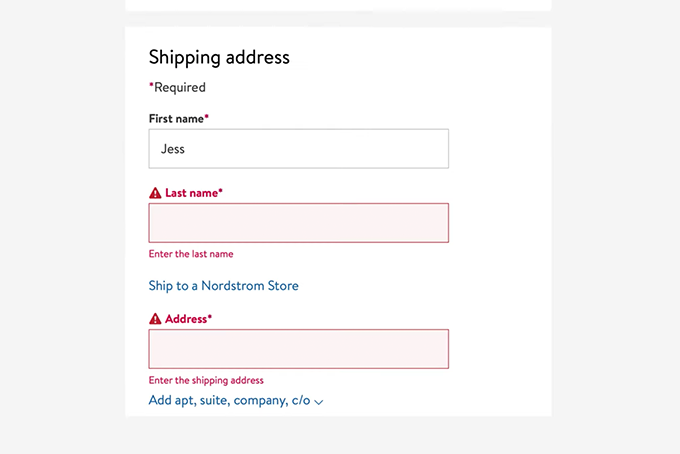 Shipping address
*Required
First name*
Jess
Last name*
Enter the last name
Ship to a Nordstrom Store
Address*
Enter the shipping address
Add apt, suite, company, c/o